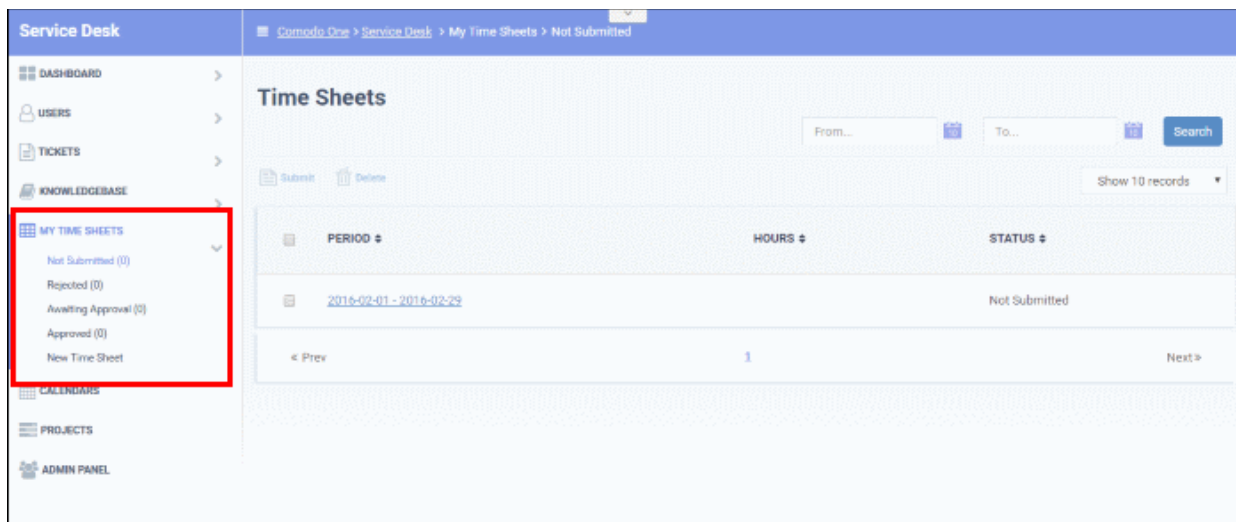 Service Desk
Comodo One > Service Desk > My Time Sheets > Not Submitted
DASHBOARD
USERS
TICKETS
KNOWLEDGEBASE
MY TIME SHEETS
Not Submitted (0)
Rejected (0)
Awaiting Approval (0)
Approved (0)
New Time Sheet
CALENDARS
PROJECTS
ADMIN PANEL
Time Sheets
From... 10 To... 10 Search
Submit Delete Show 10 records
PERIOD HOURS STATUS
2016-02-01 - 2016-02-29 Not Submitted
« Prev 1 Next »